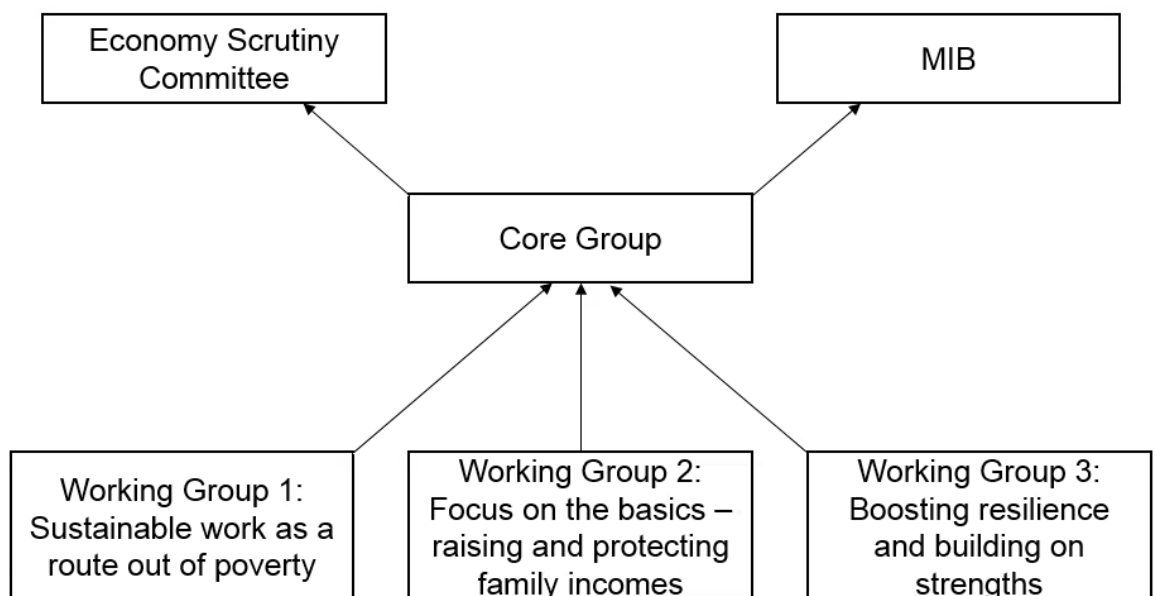 Economy Scrutiny
Committee
MIB
Core Group
Working Group 1:
Sustainable work as a
route out of poverty
Working Group 2:
Focus on the basics –
raising and protecting
family incomes
Working Group 3:
Boosting resilience
and building on
strengths